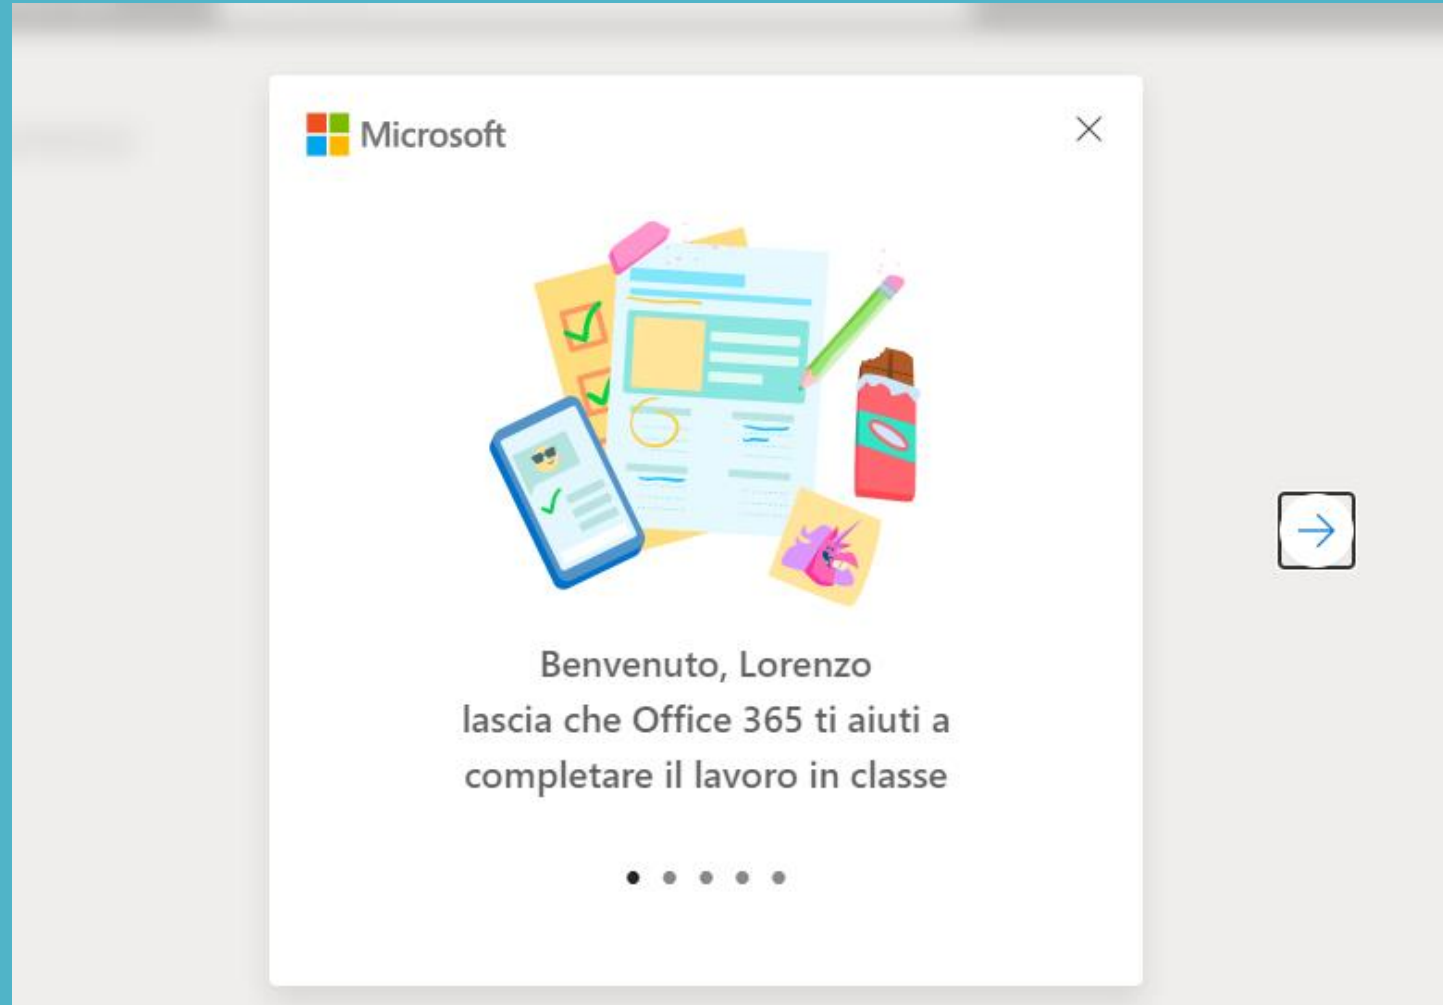 Microsoft
Benvenuto, Lorenzo
lascia che Office 365 ti aiuti a
completare il lavoro in classe